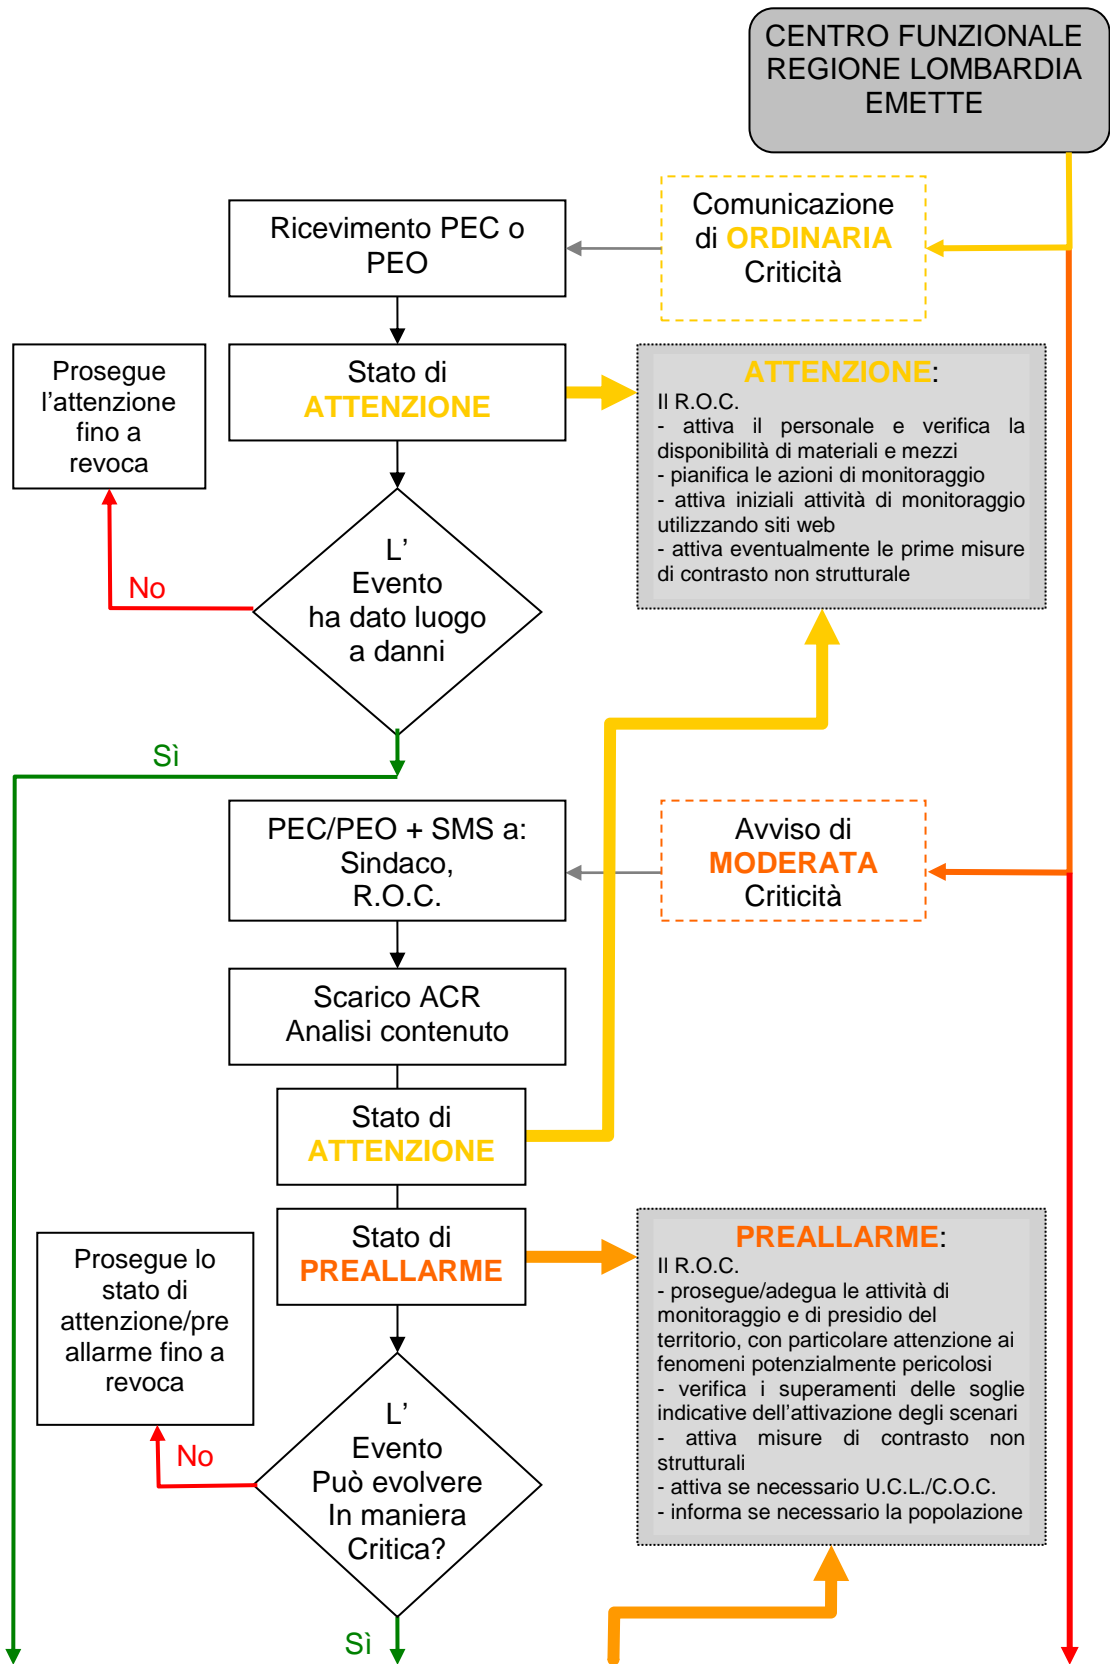 CENTRO FUNZIONALE
REGIONE LOMBARDIA
EMETTE
Ricevimento PEC o
PEO
Comunicazione
di ORDINARIA
Criticità
Prosegue
l’attenzione
fino a
revoca
Stato di
ATTENZIONE
ATTENZIONE:
Il R.O.C.
- attiva il personale e verifica la
disponibilità di materiali e mezzi
- pianifica le azioni di monitoraggio
- attiva iniziali attività di monitoraggio
utilizzando siti web
- attiva eventualmente le prime misure
di contrasto non strutturale
L’
Evento
ha dato luogo
a danni
No
Sì
PEC/PEO + SMS a:
Sindaco,
R.O.C.
Avviso di
MODERATA
Criticità
Scarico ACR
Analisi contenuto
Stato di
ATTENZIONE
Stato di
PREALLARME
Prosegue lo
stato di
attenzione/pre
allarme fino a
revoca
PREALLARME:
Il R.O.C.
- prosegue/adegua le attività di
monitoraggio e di presidio del
territorio, con particolare attenzione ai
fenomeni potenzialmente pericolosi
- verifica i superamenti delle soglie
indicative dell’attivazione degli scenari
- attiva misure di contrasto non
strutturali
- attiva se necessario U.C.L./C.O.C.
- informa se necessario la popolazione
L’
Evento
Può evolvere
In maniera
Critica?
No
Sì